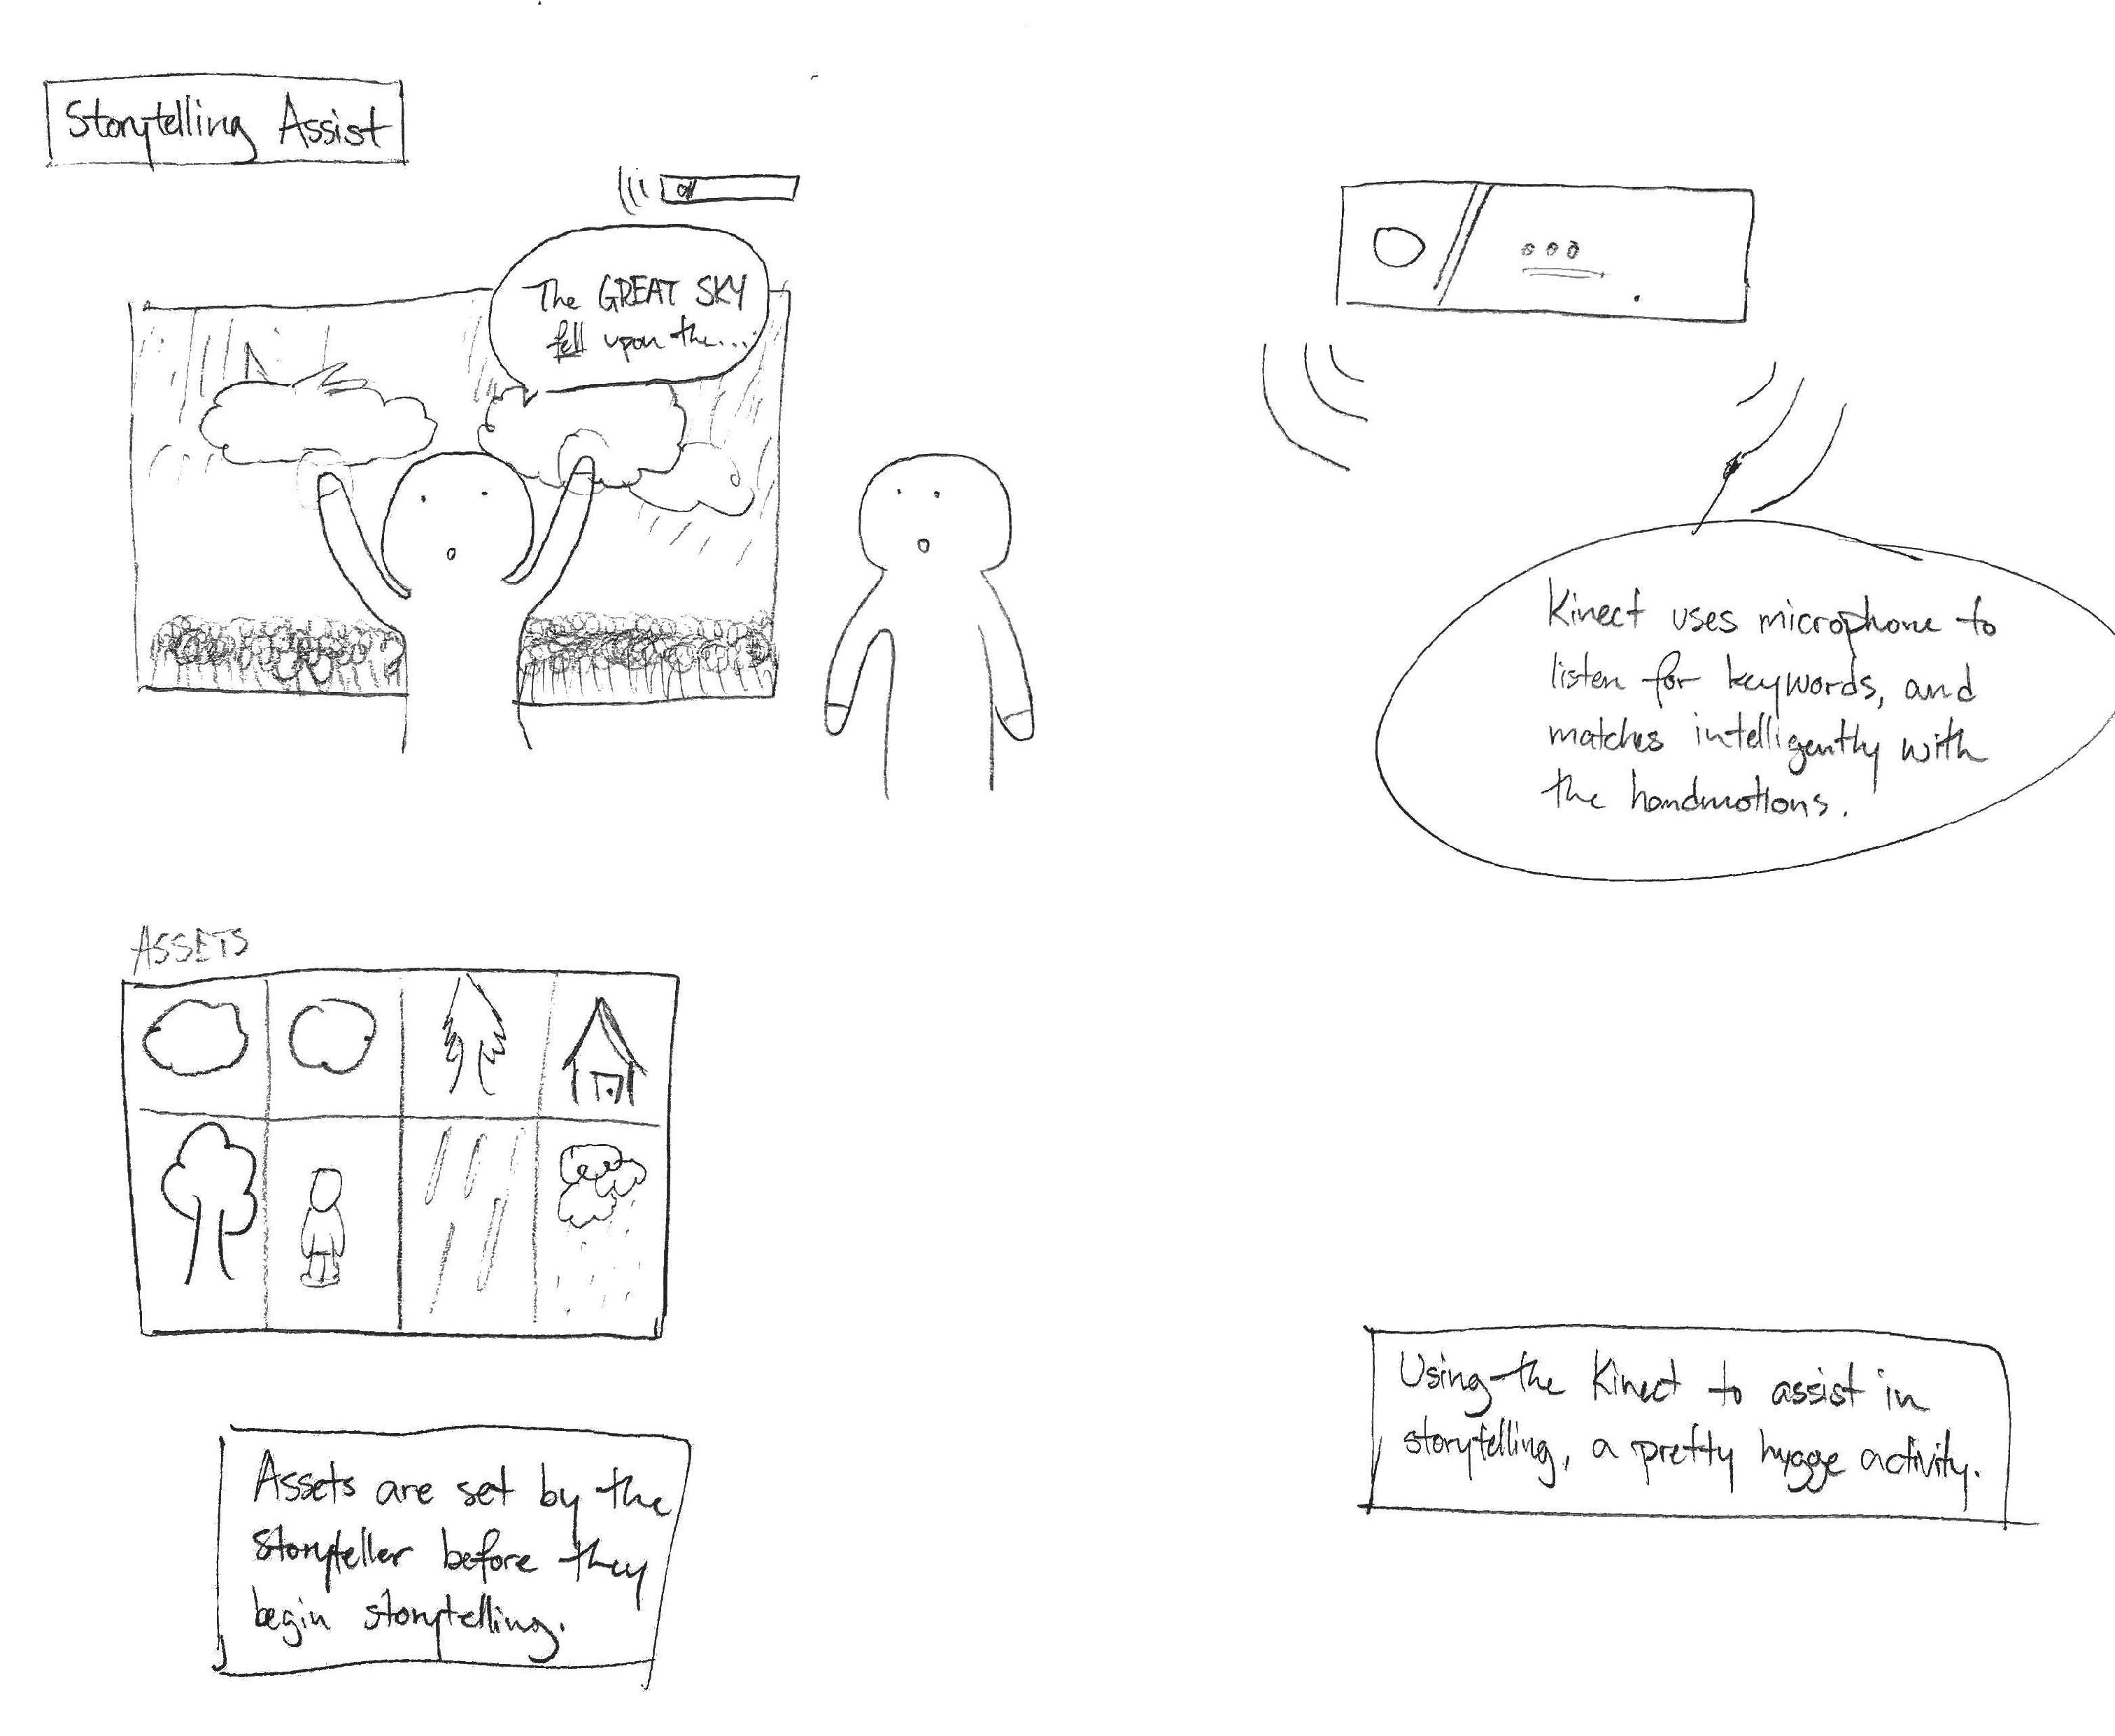 Storytelling Assist
The GREAT SKY
fell upon the...
Kinect uses microphone to
listen for keywords, and
matches intelligently with
the handmotions.
ASSETS
Assets are set by the
storyteller before they
begin storytelling.
Using the Kinect to assist in
storytelling, a pretty hygge activity.